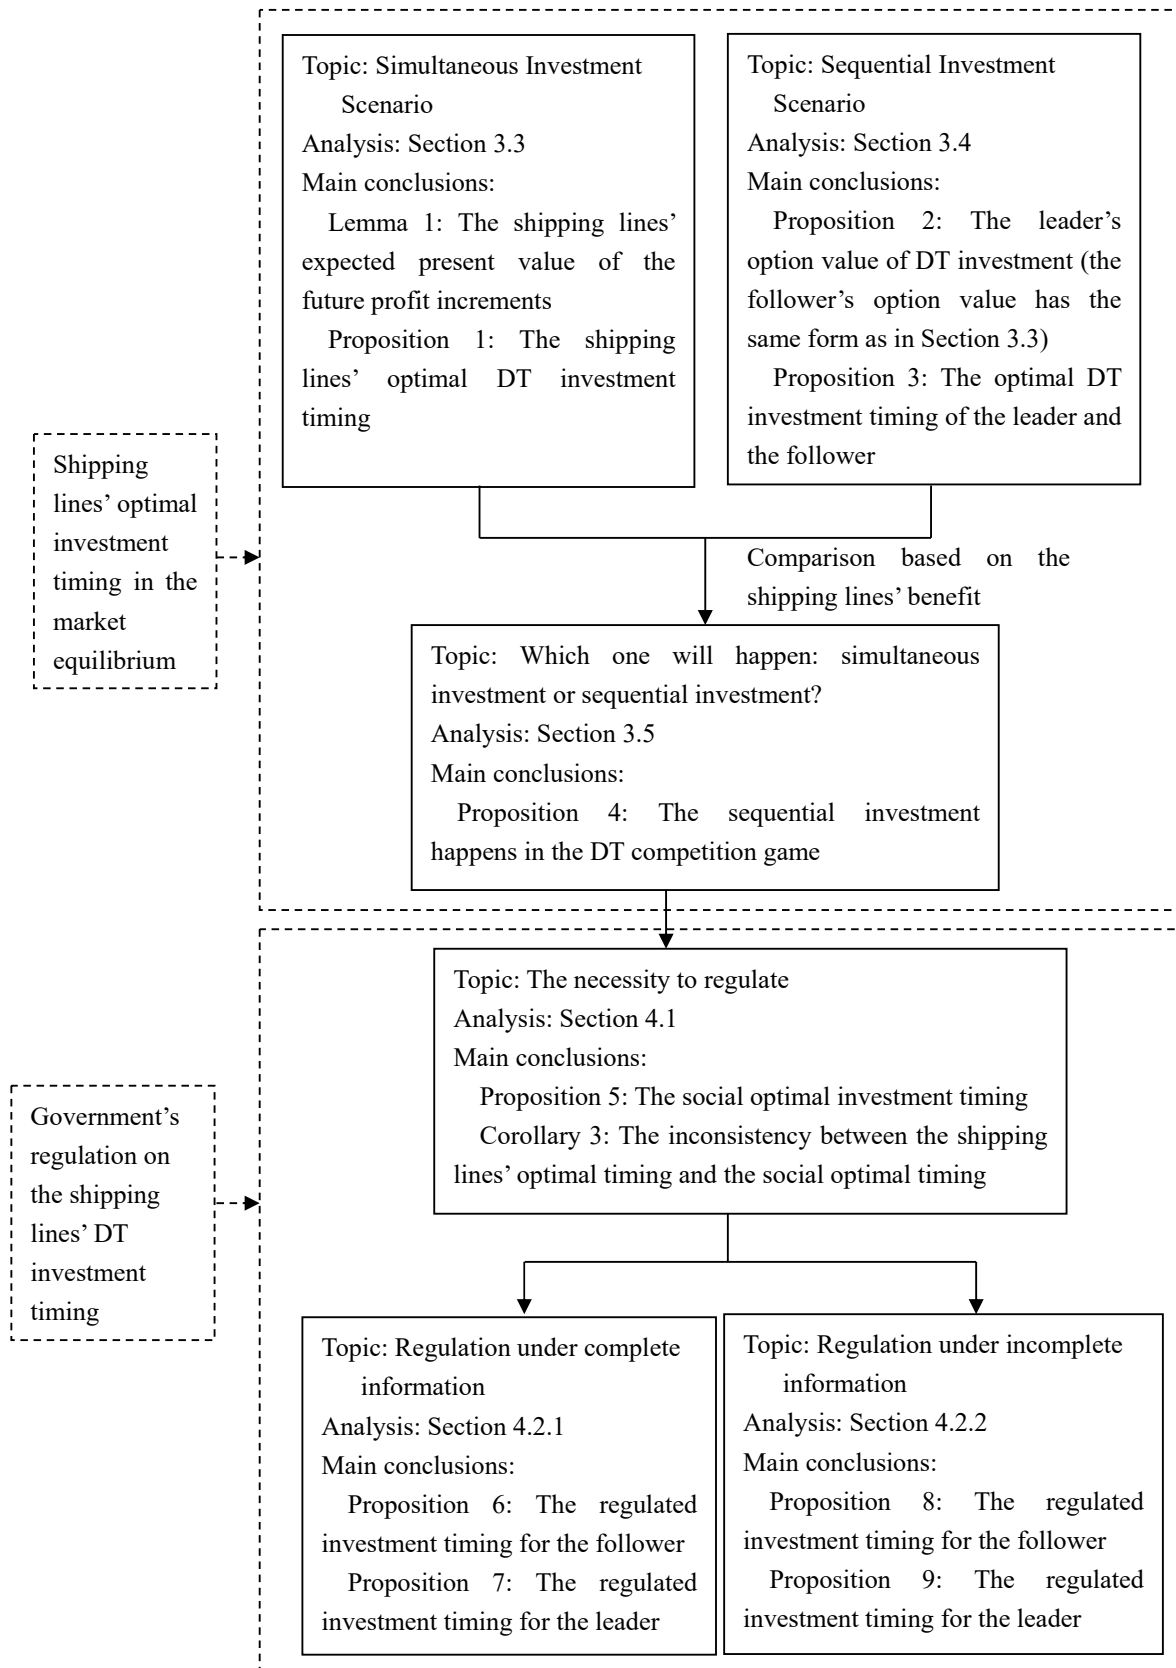 Topic: Simultaneous Investment
Scenario
Analysis: Section 3.3
Main conclusions:
Lemma 1: The shipping lines’
expected present value of the
future profit increments
Proposition 1: The shipping
lines’ optimal DT investment
timing
Topic: Sequential Investment
Scenario
Analysis: Section 3.4
Main conclusions:
Proposition 2: The leader’s
option value of DT investment (the
follower’s option value has the
same form as in Section 3.3)
Proposition 3: The optimal DT
investment timing of the leader and
the follower
Shipping
lines’ optimal
investment
timing in the
market
equilibrium
Comparison based on the
shipping lines’ benefit
Topic: Which one will happen: simultaneous
investment or sequential investment?
Analysis: Section 3.5
Main conclusions:
Proposition 4: The sequential investment
happens in the DT competition game
Topic: The necessity to regulate
Analysis: Section 4.1
Main conclusions:
Proposition 5: The social optimal investment timing
Corollary 3: The inconsistency between the shipping
lines’ optimal timing and the social optimal timing
Government’s
regulation on
the shipping
lines’ DT
investment
timing
Topic: Regulation under complete
information
Analysis: Section 4.2.1
Main conclusions:
Proposition 6: The regulated
investment timing for the follower
Proposition 7: The regulated
investment timing for the leader
Topic: Regulation under incomplete
information
Analysis: Section 4.2.2
Main conclusions:
Proposition 8: The regulated
investment timing for the follower
Proposition 9: The regulated
investment timing for the leader